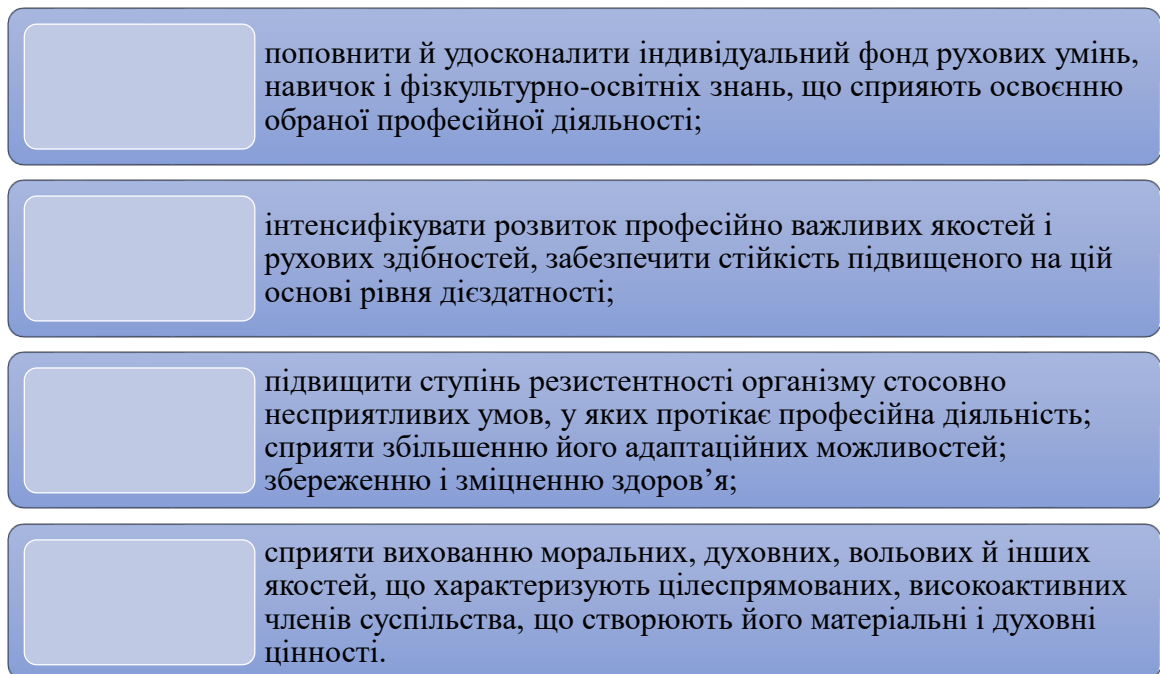 поповнити й удосконалити індивідуальний фонд рухових умінь,
навичок і фізкультурно-освітніх знань, що сприяють освоєнню
обраної професійної діяльності;
інтенсифікувати розвиток професійно важливих якостей і
рухових здібностей, забезпечити стійкість підвищеного на цій
основі рівня дієздатності;
підвищити ступінь резистентності організму стосовно
несприятливих умов, у яких протікає професійна діяльність;
сприяти збільшенню його адаптаційних можливостей;
збереженню і зміцненню здоров’я;
сприяти вихованню моральних, духовних, вольових й інших
якостей, що характеризують цілеспрямованих, високоактивних
членів суспільства, що створюють його матеріальні і духовні
цінності.